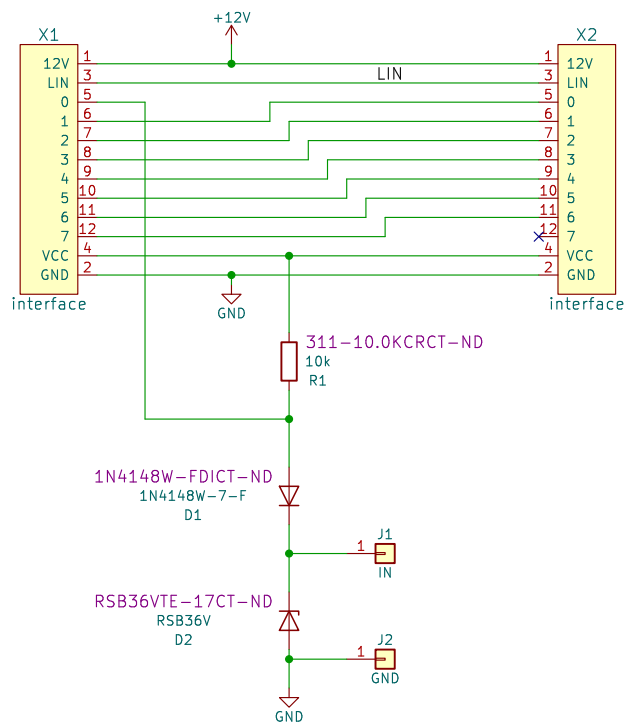 +12V
X1
X2
12V 1
1 12V
LIN 3
LIN
3 LIN
0 5
5 0
1 6
6 1
2 7
7 2
3 8
8 3
4 9
9 4
5 10
10 5
6 11
11 6
7 12
12 7
VCC 4
4 VCC
GND 2
2 GND
interface
interface
GND
311-10.0KCRCT-ND
10k
R1
1N4148W-FDICT-ND
1N4148W-7-F
D1
J1
1
IN
RSB36VTE-17CT-ND
RSB36V
D2
J2
1
GND
GND